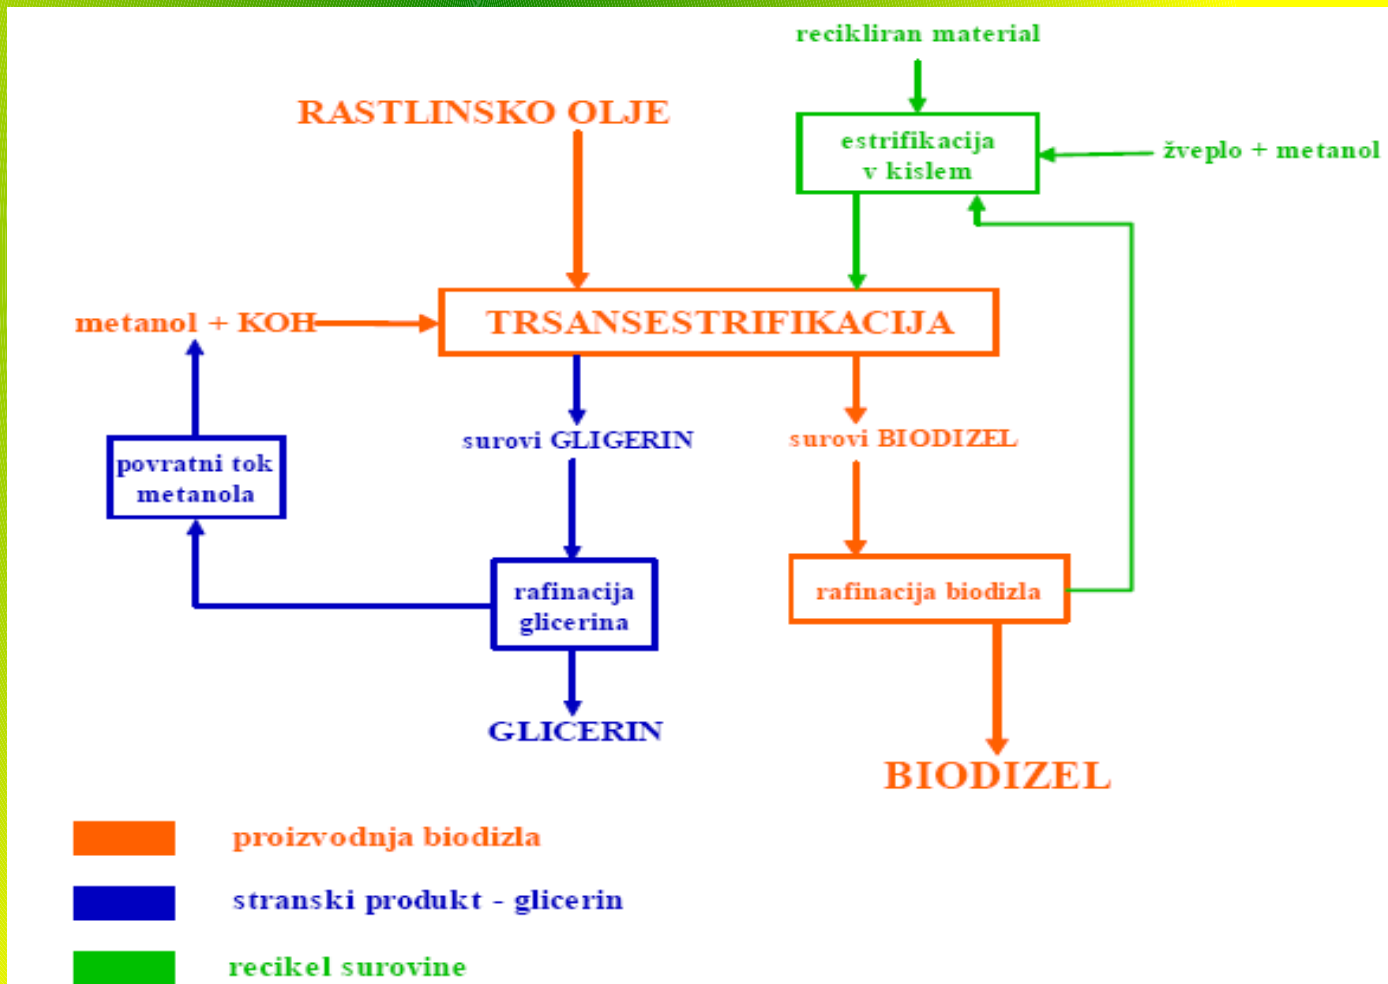 recikliran material
RASTLINSKO OLJE
estrifikacija
v kislem
žveplo + metanol
metanol + KOH
TRSANSESTRIFIKACIJA
surovi GLIGERIN
surovi BIODIZEL
povratni tok
metanola
rafinacija
glicerina
rafinacija biodizla
GLICERIN
BIODIZEL
proizvodnja biodizla
stranski produkt - glicerin
recikel surovine